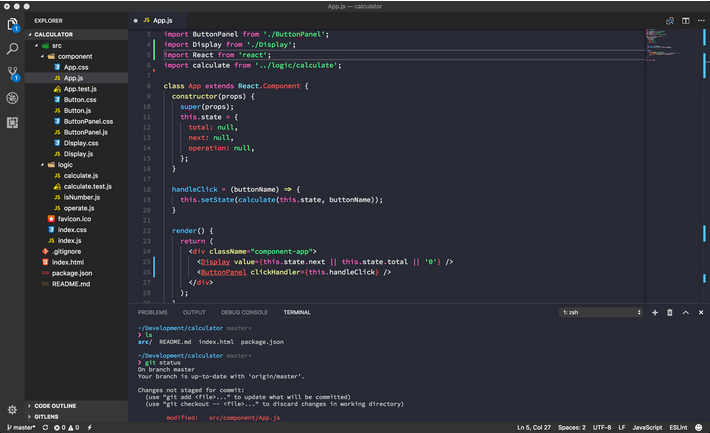 App.js — calculator
EXPLORER
CALCULATOR
src
component
App.css
App.js
App.test.js
Button.css
Button.js
ButtonPanel.css
ButtonPanel.js
Display.css
Display.js
logic
calculate.js
calculate.test.js
isNumber.js
operate.js
favicon.ico
index.css
index.js
.gitignore
index.html
package.json
README.md
CODE OUTLINE
GITLENS
1
1
JS App.js
3 import ButtonPanel from './ButtonPanel';
4 import Display from './Display';
5 import React from 'react';
6 import calculate from '../logic/calculate';
7
8 class App extends React.Component {
9 constructor(props) {
10 super(props);
11 this.state = {
12 total: null,
13 next: null,
14 operation: null,
15 };
16 }
17
18 handleClick = (buttonName) => {
19 this.setState(calculate(this.state, buttonName));
20 }
21
22 render() {
23 return (
24 <div className="component-app">
25 <Display value={this.state.next || this.state.total || '0'} />
26 <ButtonPanel clickHandler={this.handleClick} />
27 </div>
28 );
PROBLEMS OUTPUT DEBUG CONSOLE TERMINAL 1: zsh
~/Development/calculator master*
❯ ls
src/ README.md index.html package.json
~/Development/calculator master*
❯ git status
On branch master
Your branch is up-to-date with 'origin/master'.
Changes not staged for commit:
(use "git add <file>..." to update what will be committed)
(use "git checkout -- <file>..." to discard changes in working directory)
modified: src/component/App.js
master* 0 0 Ln 5, Col 27 Spaces: 2 UTF-8 LF JavaScript ESLint